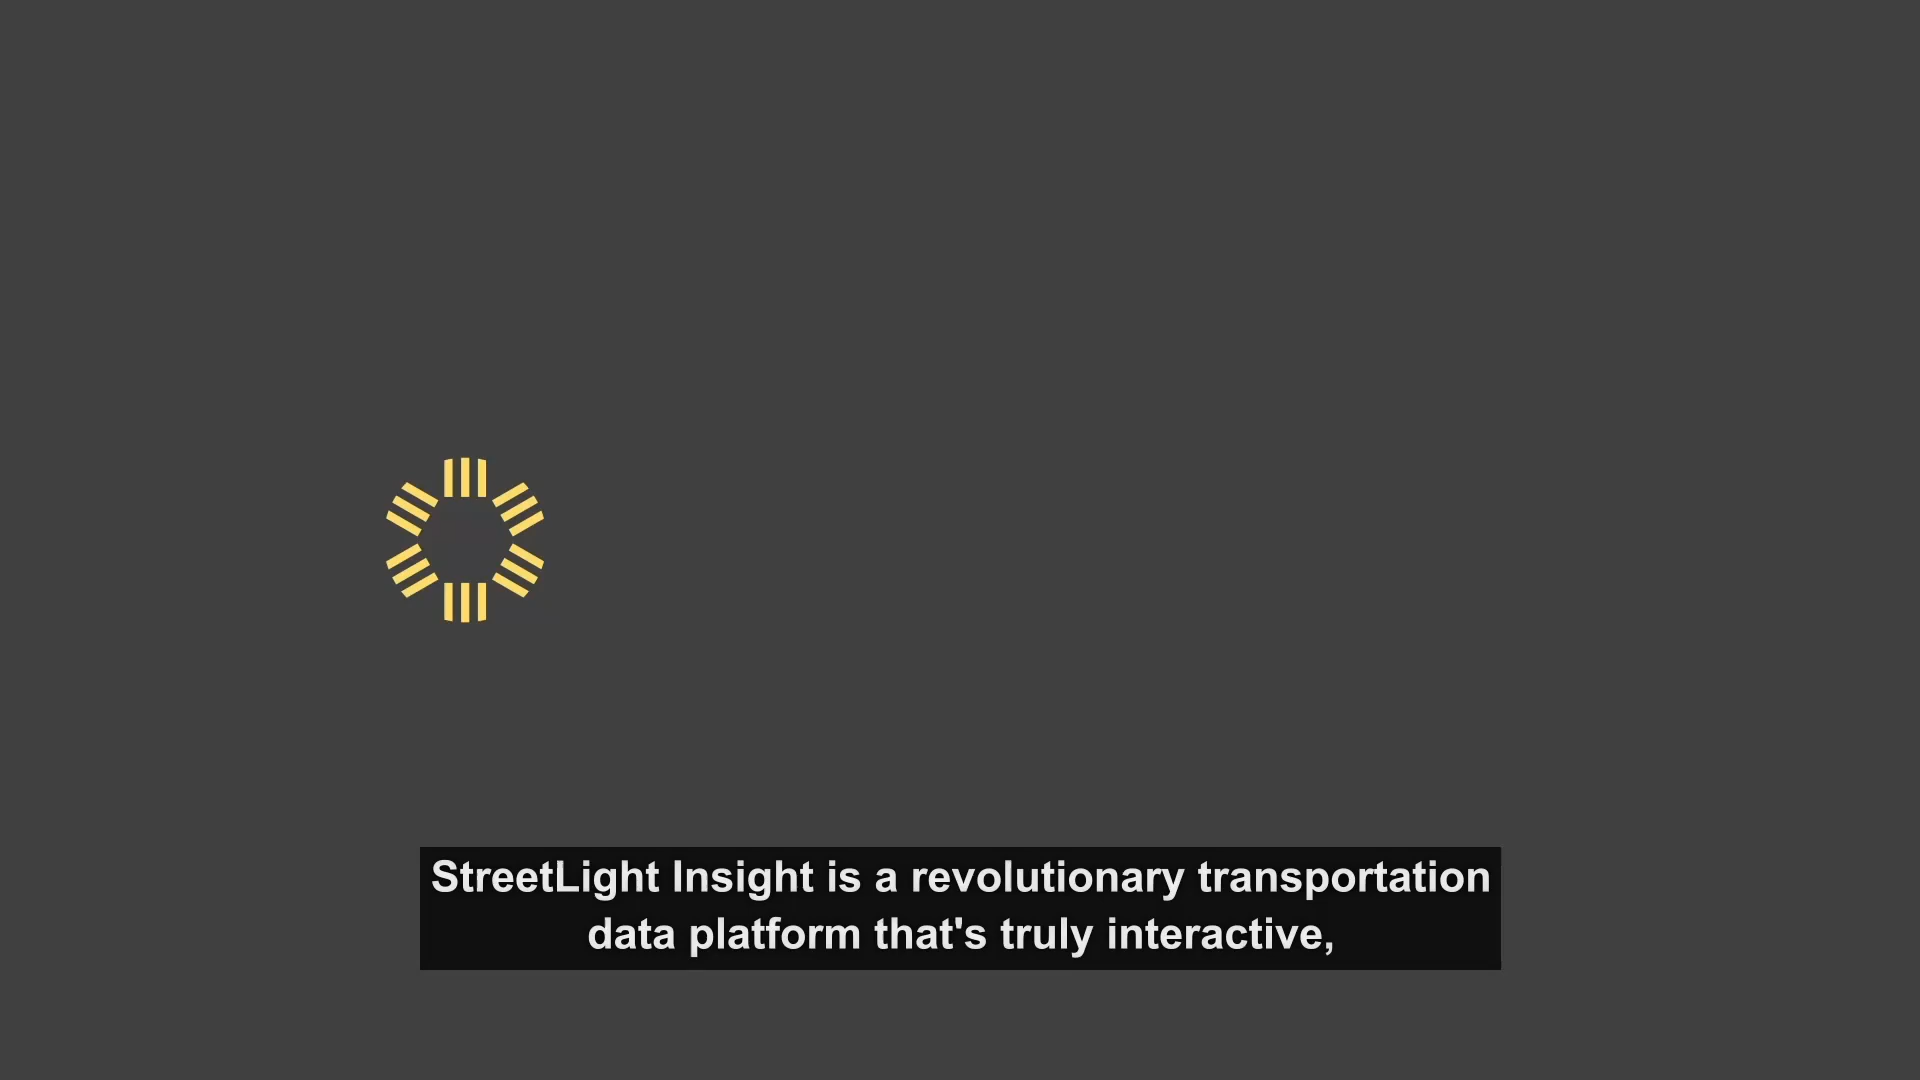 StreetLight Insight is a revolutionary transportation
data platform that's truly interactive,